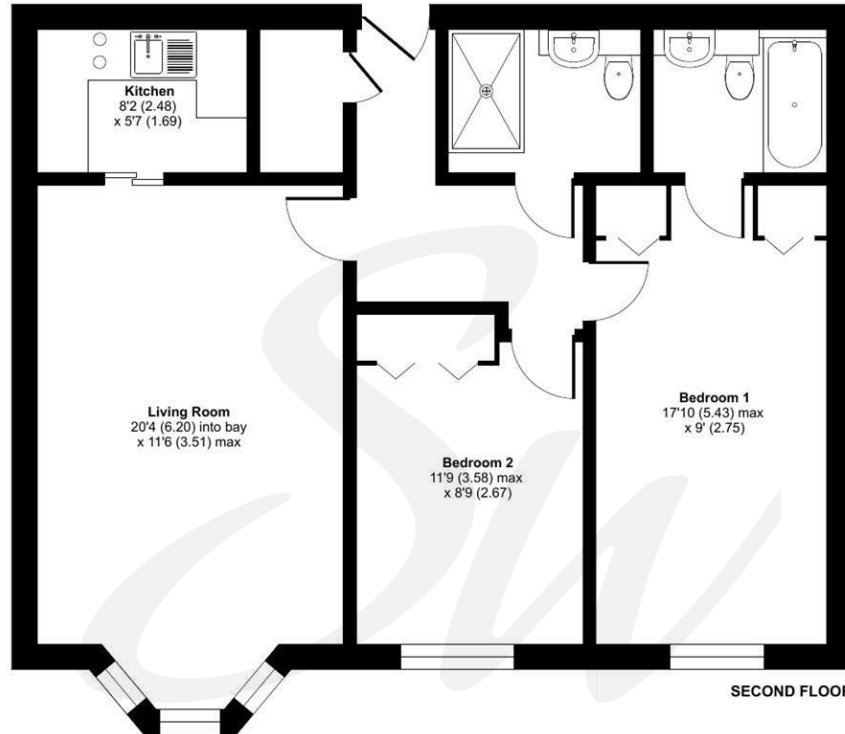 Kitchen
8'2 (2.48)
x 5'7 (1.69)
Living Room
20'4 (6.20) into bay
x 11'6 (3.51) max
Bedroom 2
11'9 (3.58) max
x 8'9 (2.67)
Bedroom 1
17'10 (5.43) max
x 9' (2.75)
SECOND FLOOR
Sw